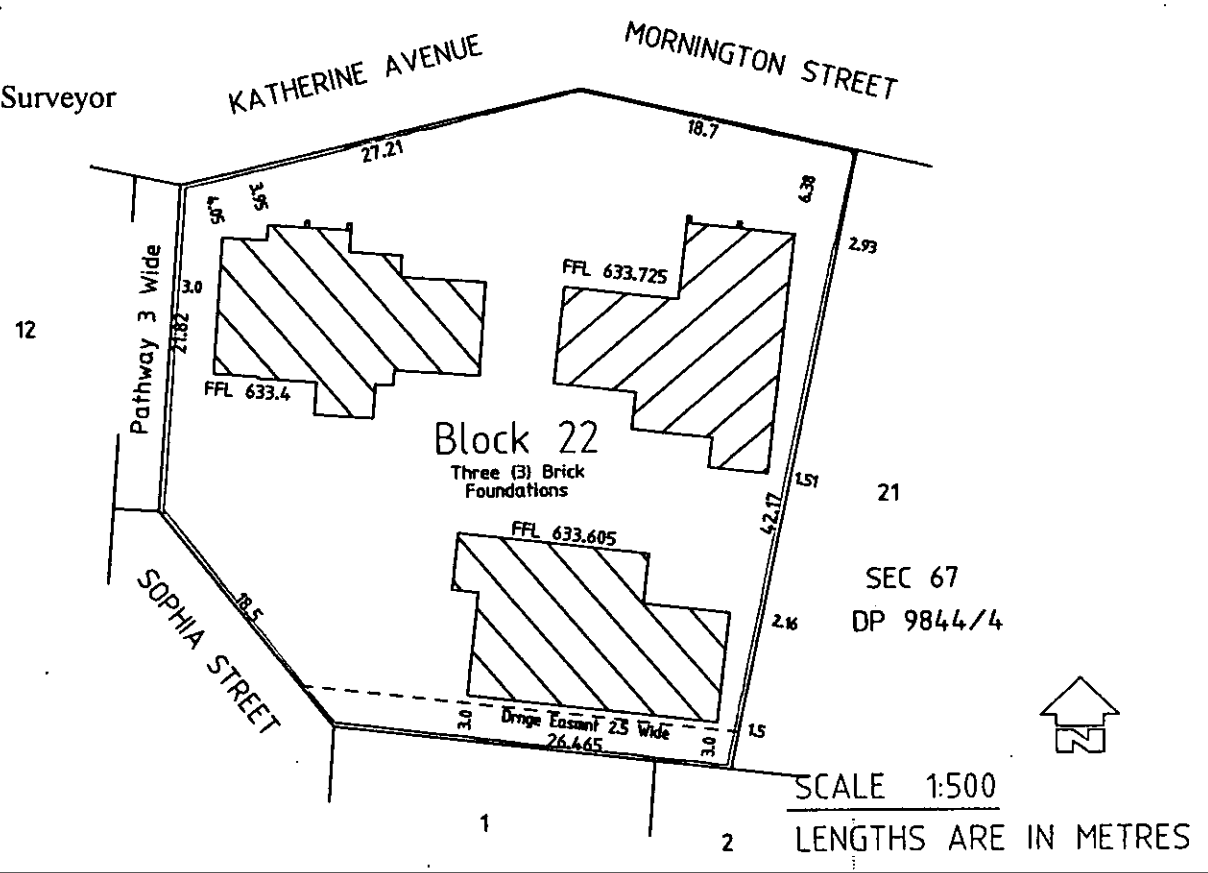 Surveyor
KATHERINE AVENUE
MORNINGTON STREET
27.21
18.7
4.05
3.95
6.38
2.93
Pathway 3 Wide
3.0
21.82
12
FFL 633.725
FFL 633.4
Block 22
Three (3) Brick
Foundations
1.51
42.17
21
FFL 633.605
SEC 67
DP 9844/4
18.5
SOPHIA STREET
2.16
3.0
Drnge Easmnt 2.5 Wide
26.465
3.0
1.5
N
SCALE 1:500
LENGTHS ARE IN METRES
1
2